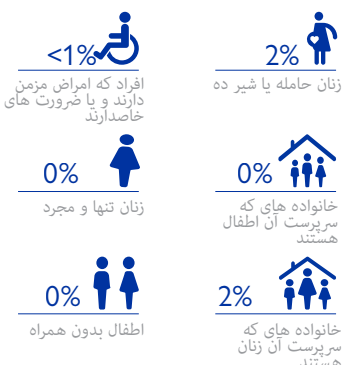 2%
زنان حامله یا شیر ده
<1%
افراد که امراض مزمن
دارند و یا ضرورت های
خاصدارند
0%
خانواده های که
سرپرست آن اطفال
هستند
0%
زنان تنها و مجرد
2%
خانواده های که
سرپرست آن زنان
هستند
0%
اطفال بدون همراه